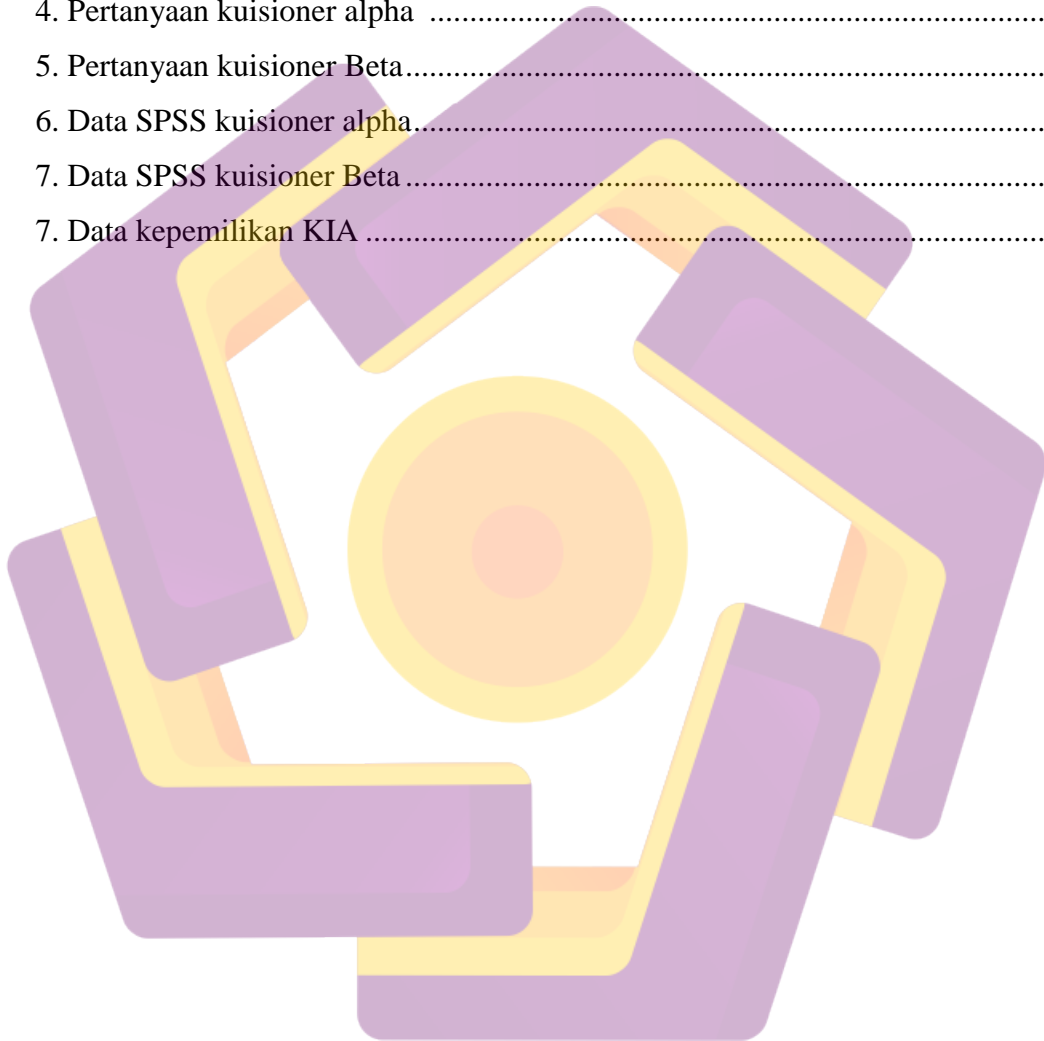 4. Pertanyaan kuisioner alpha ..........................................................................
5. Pertanyaan kuisioner Beta..............................................................................
6. Data SPSS kuisioner alpha.............................................................................
7. Data SPSS kuisioner Beta ..............................................................................
7. Data kepemilikan KIA ...................................................................................